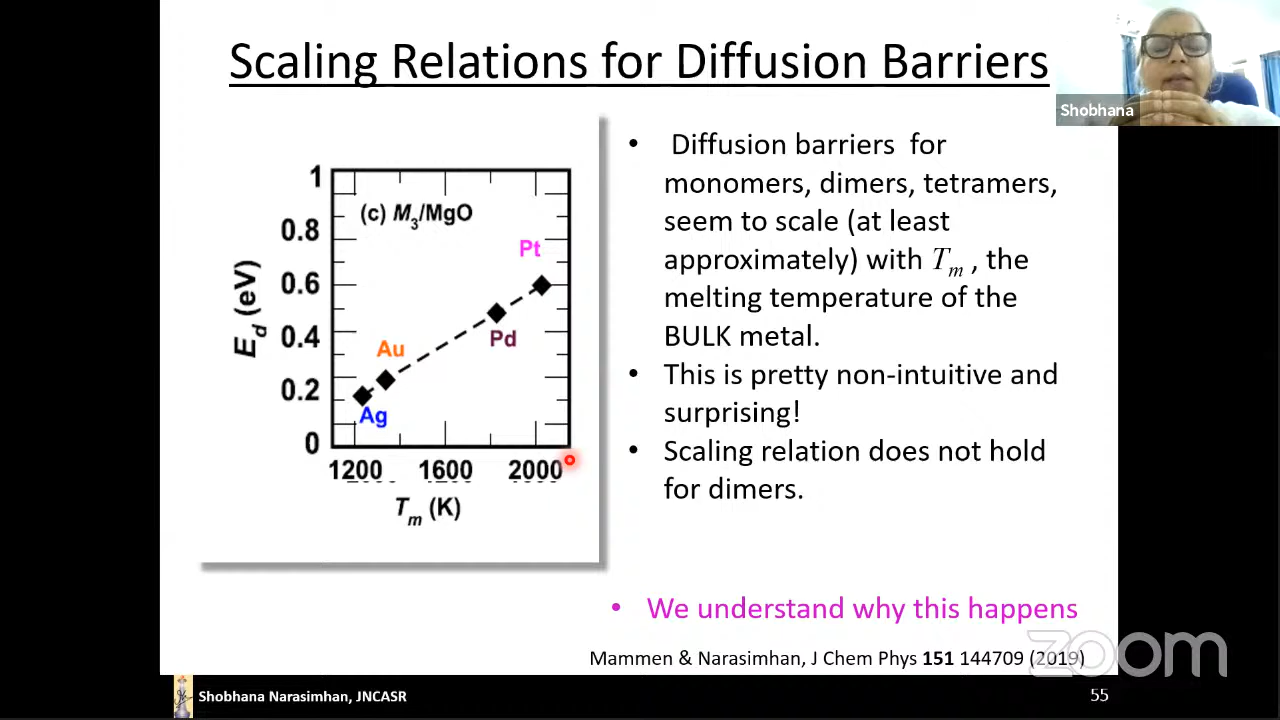 Scaling Relations for Diffusion Barriers
Shobhana
1
0.8
0.6
0.4
0.2
0
E_d (eV)
(c) M3/MgO
Pt
Pd
Au
Ag
1200 1600 2000
T_m (K)
• Diffusion barriers for
monomers, dimers, tetramers,
seem to scale (at least
approximately) with T_m , the
melting temperature of the
BULK metal.
• This is pretty non-intuitive and
surprising!
• Scaling relation does not hold
for dimers.
• We understand why this happens
Mammen & Narasimhan, J Chem Phys 151 144709 (2019)
zoom
Shobhana Narasimhan, JNCASR
55